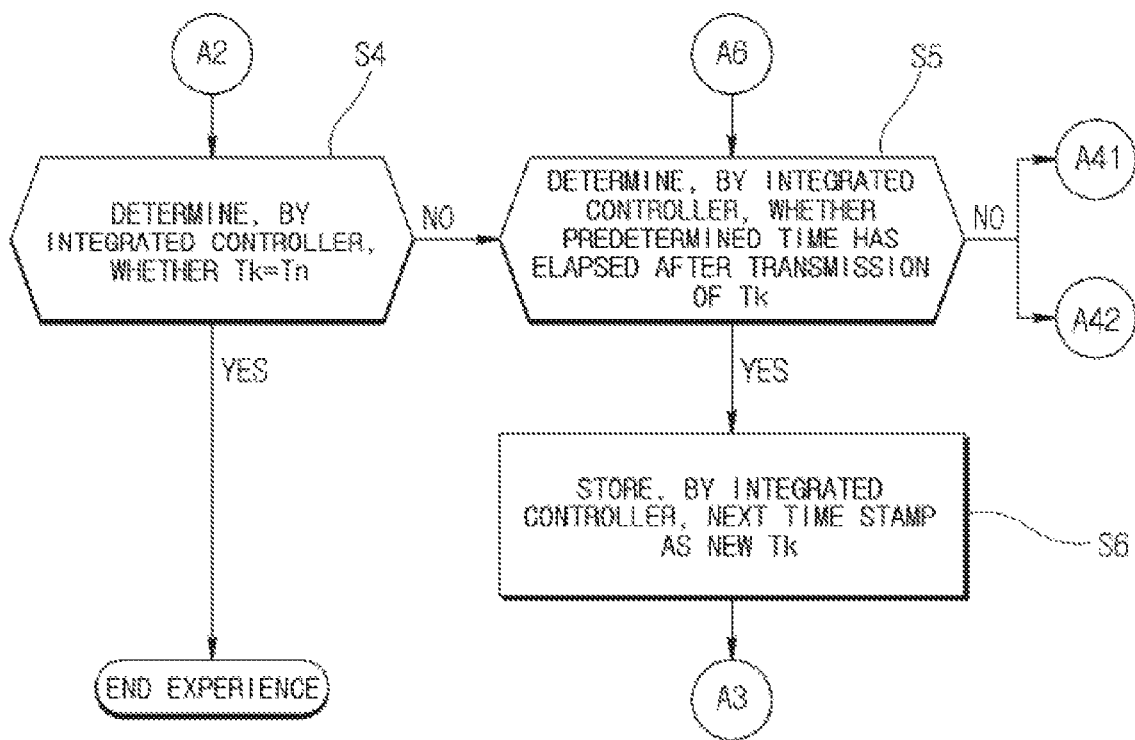 A2
S4
A6
S5
A41
DETERMINE, BY
INTEGRATED CONTROLLER,
WHETHER Tk=Tn
NO
DETERMINE, BY INTEGRATED
CONTROLLER, WHETHER
PREDETERMINED TIME HAS
ELAPSED AFTER TRANSMISSION
OF Tk
NO
A42
YES
YES
STORE, BY INTEGRATED
CONTROLLER, NEXT TIME STAMP
AS NEW Tk
S6
END EXPERIENCE
A3